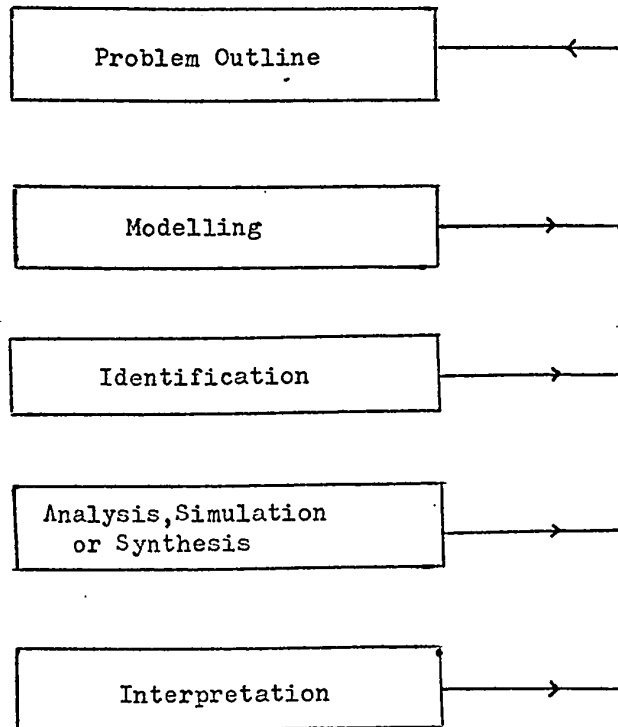 Problem Outline
Modelling
Identification
Analysis,Simulation
or Synthesis
Interpretation